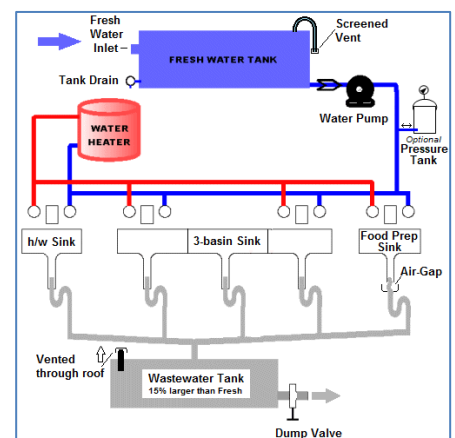 Fresh
Water
Inlet
Screened
Vent
FRESH WATER TANK
Tank Drain
Water Pump
Optional
Pressure
Tank
WATER
HEATER
h/w Sink
3-basin Sink
Food Prep
Sink
Air-Gap
Vented
through roof
Wastewater Tank
15% larger than Fresh
Dump Valve